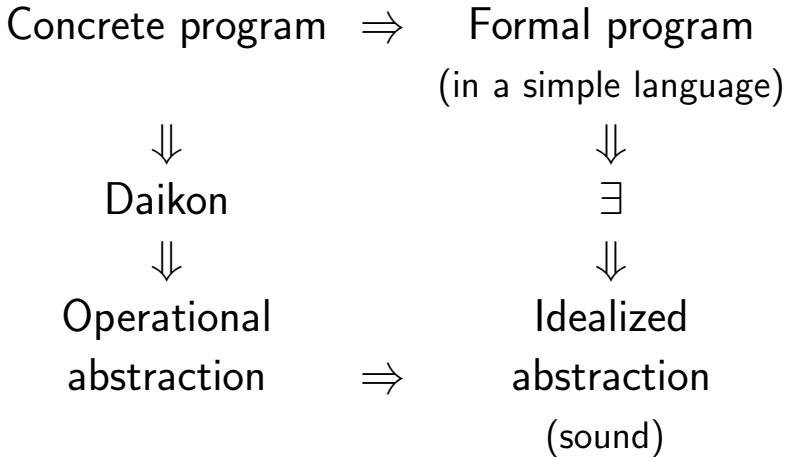 Concrete program ⇒ Formal program
(in a simple language)
⇓ ⇓
Daikon ∃
⇓ ⇓
Operational Idealized
abstraction ⇒ abstraction
(sound)